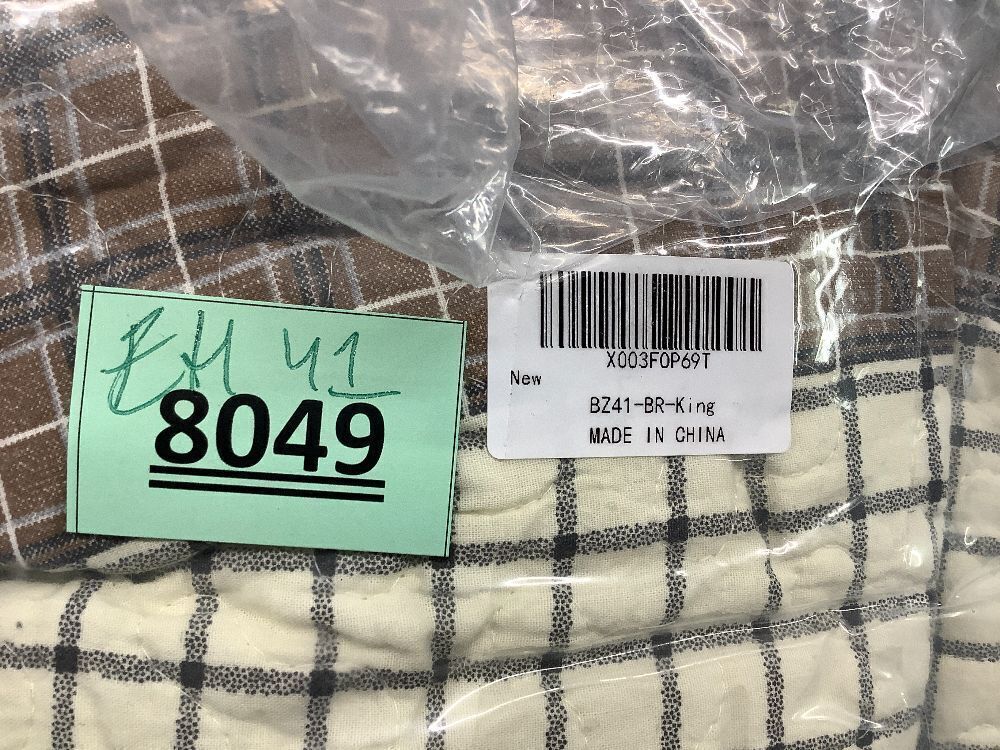 EH 41
8049
X003F0P69T
New
BZ41-BR-King
MADE IN CHINA